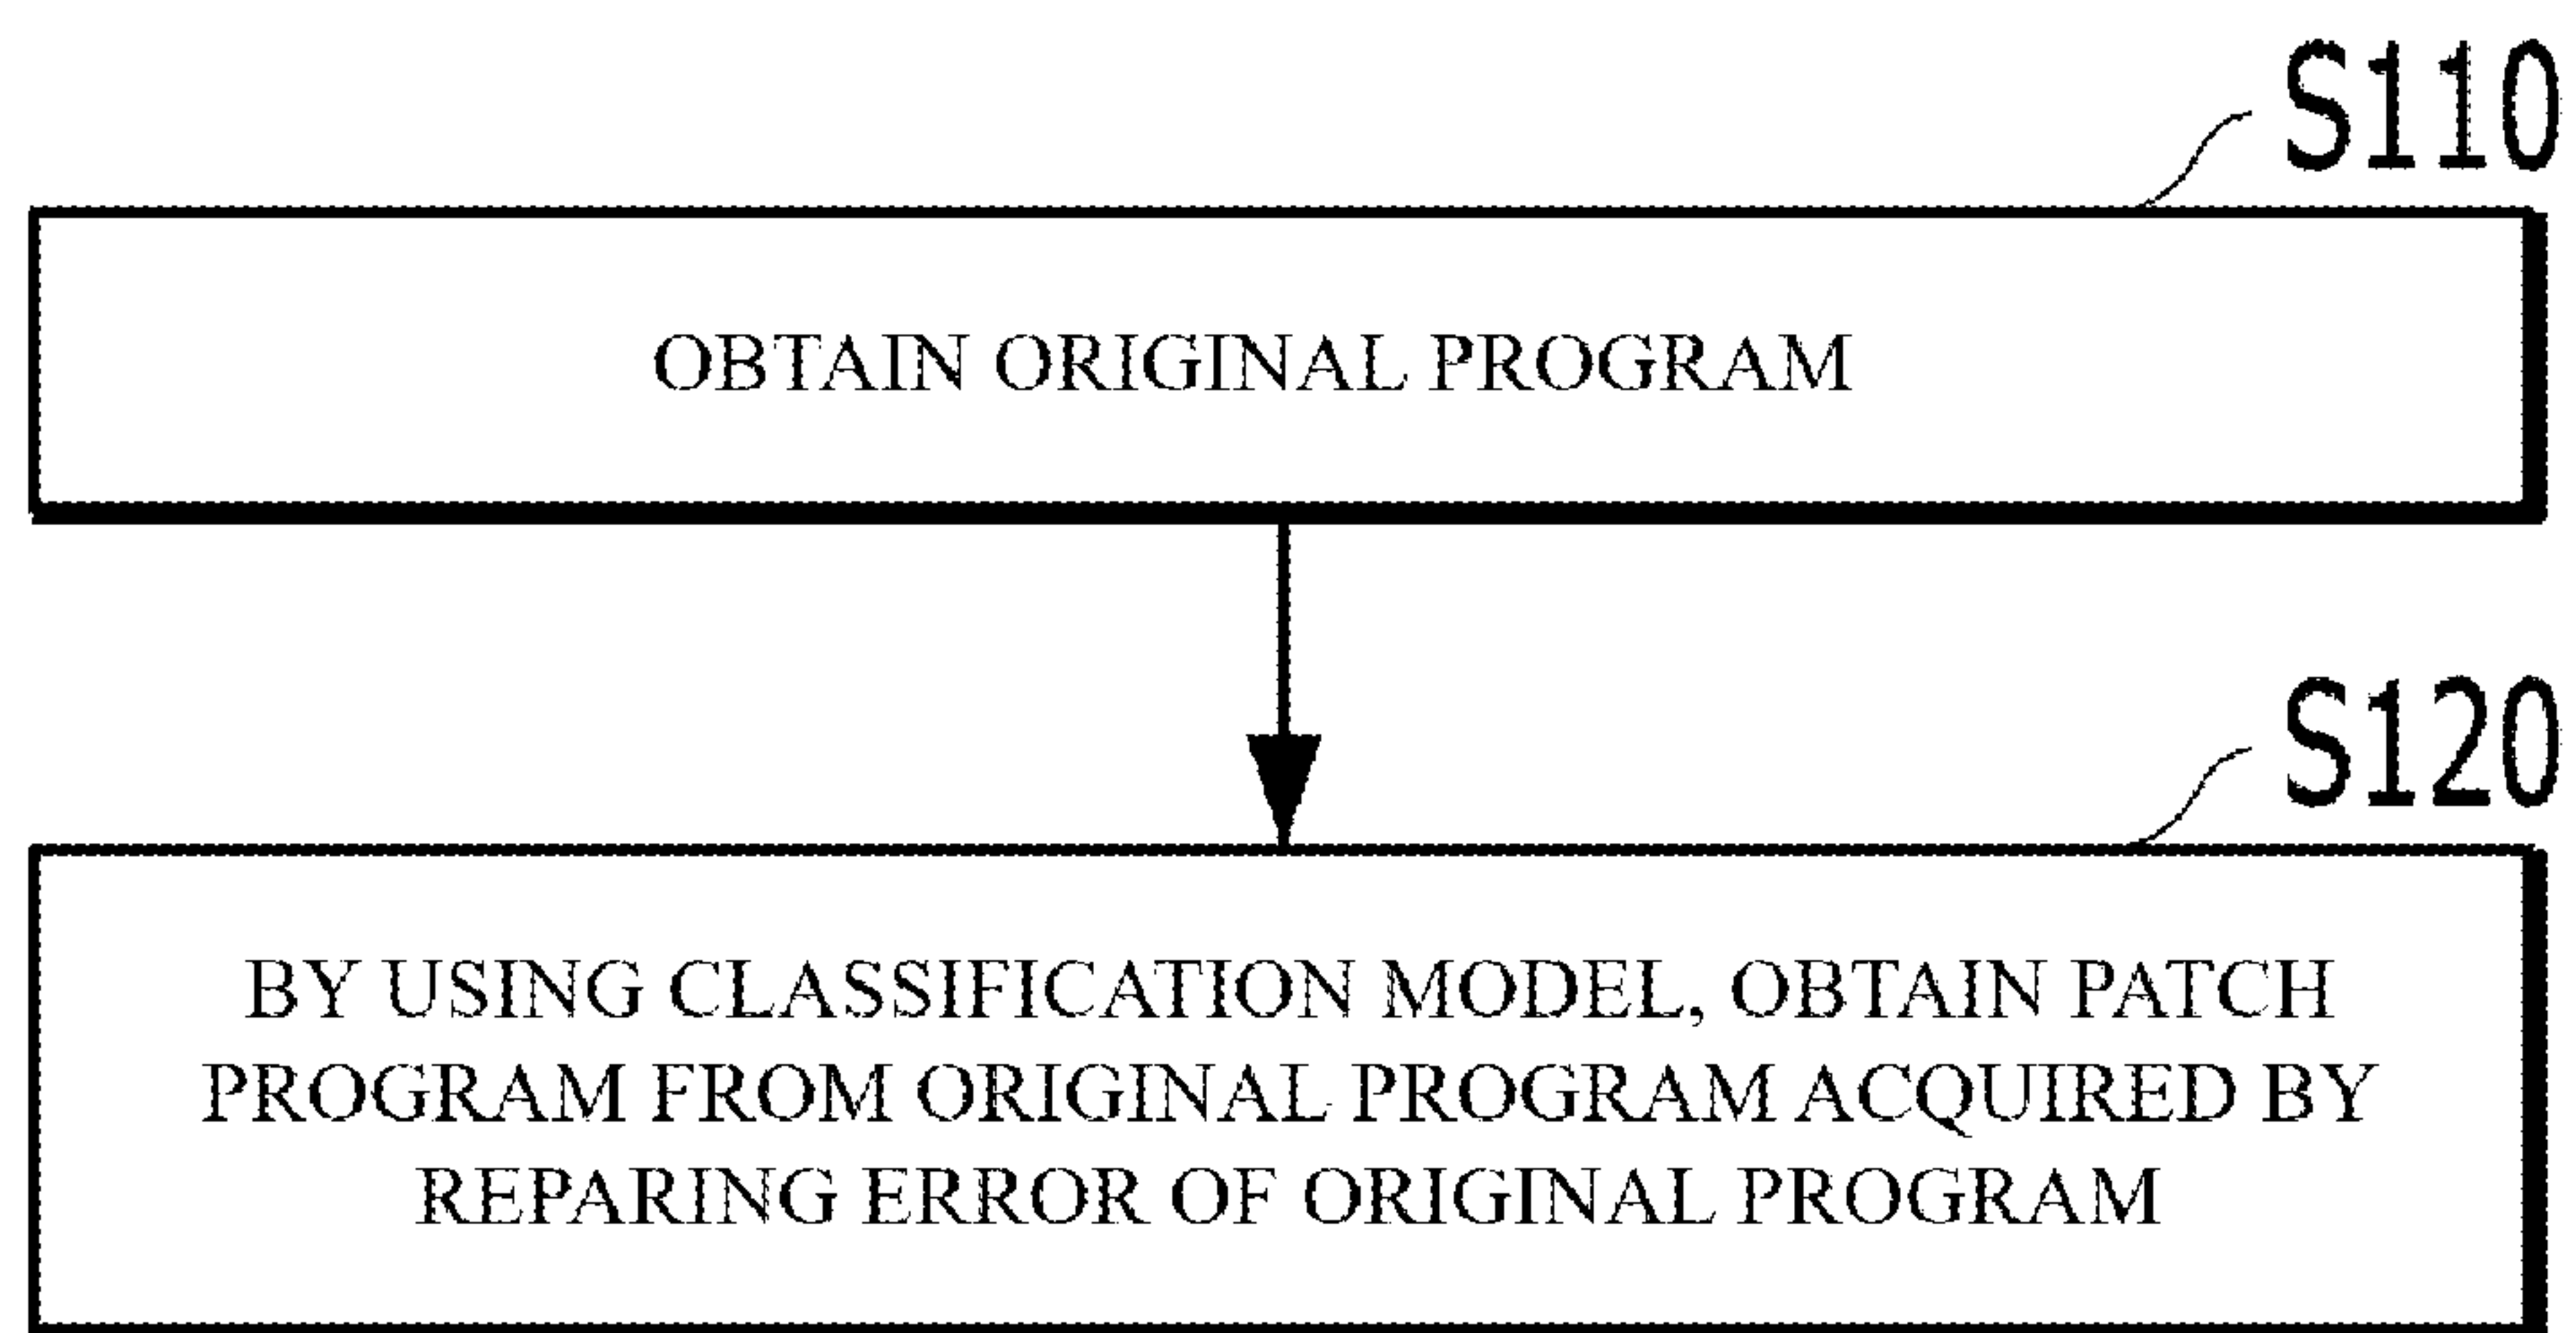 S110
OBTAIN ORIGINAL PROGRAM
S120
BY USING CLASSIFICATION MODEL, OBTAIN PATCH
PROGRAM FROM ORIGINAL PROGRAM ACQUIRED BY
REPARING ERROR OF ORIGINAL PROGRAM